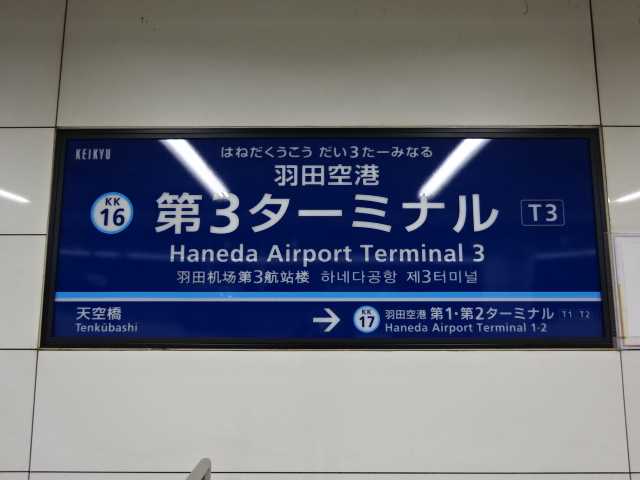 KEIKYU
はねだくうこう だい3たーみなる
羽田空港
KK
16
第3ターミナル
T3
Haneda Airport Terminal 3
羽田机场第3航站楼 하네다공항 제3터미널
天空橋
Tenkūbashi
→
KK
17
羽田空港 第1・第2ターミナル T1 T2
Haneda Airport Terminal 1·2